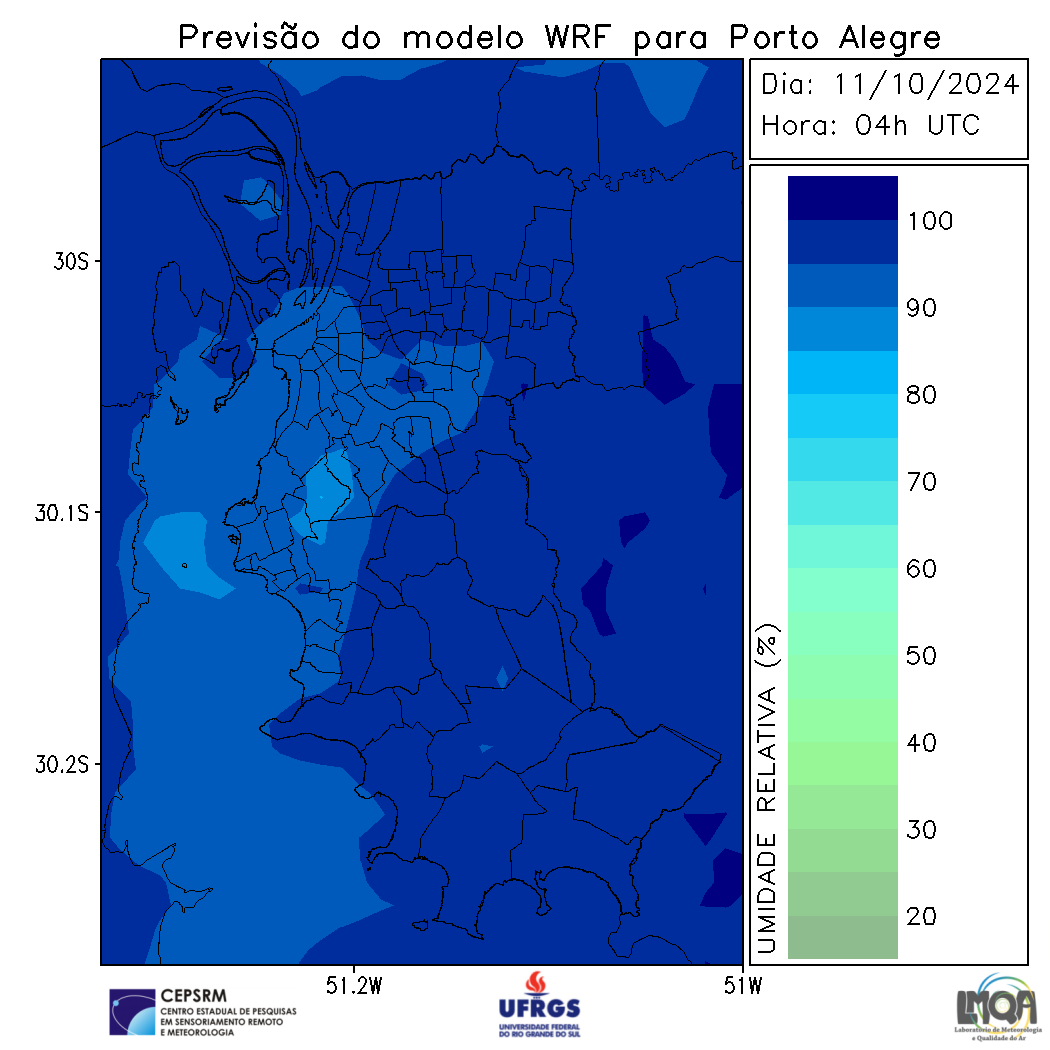 Previsão do modelo WRF para Porto Alegre
Dia: 11/10/2024
Hora: 04h UTC
30S
30.1S
30.2S
51.2W
51W
UMIDADE RELATIVA (%)
100
90
80
70
60
50
40
30
20
CEPSRM
CENTRO ESTADUAL DE PESQUISAS
EM SENSORIAMENTO REMOTO
E METEOROLOGIA
UFRGS
UNIVERSIDADE FEDERAL
DO RIO GRANDE DO SUL
LMQA
Laboratório de Meteorologia
e Qualidade do Ar